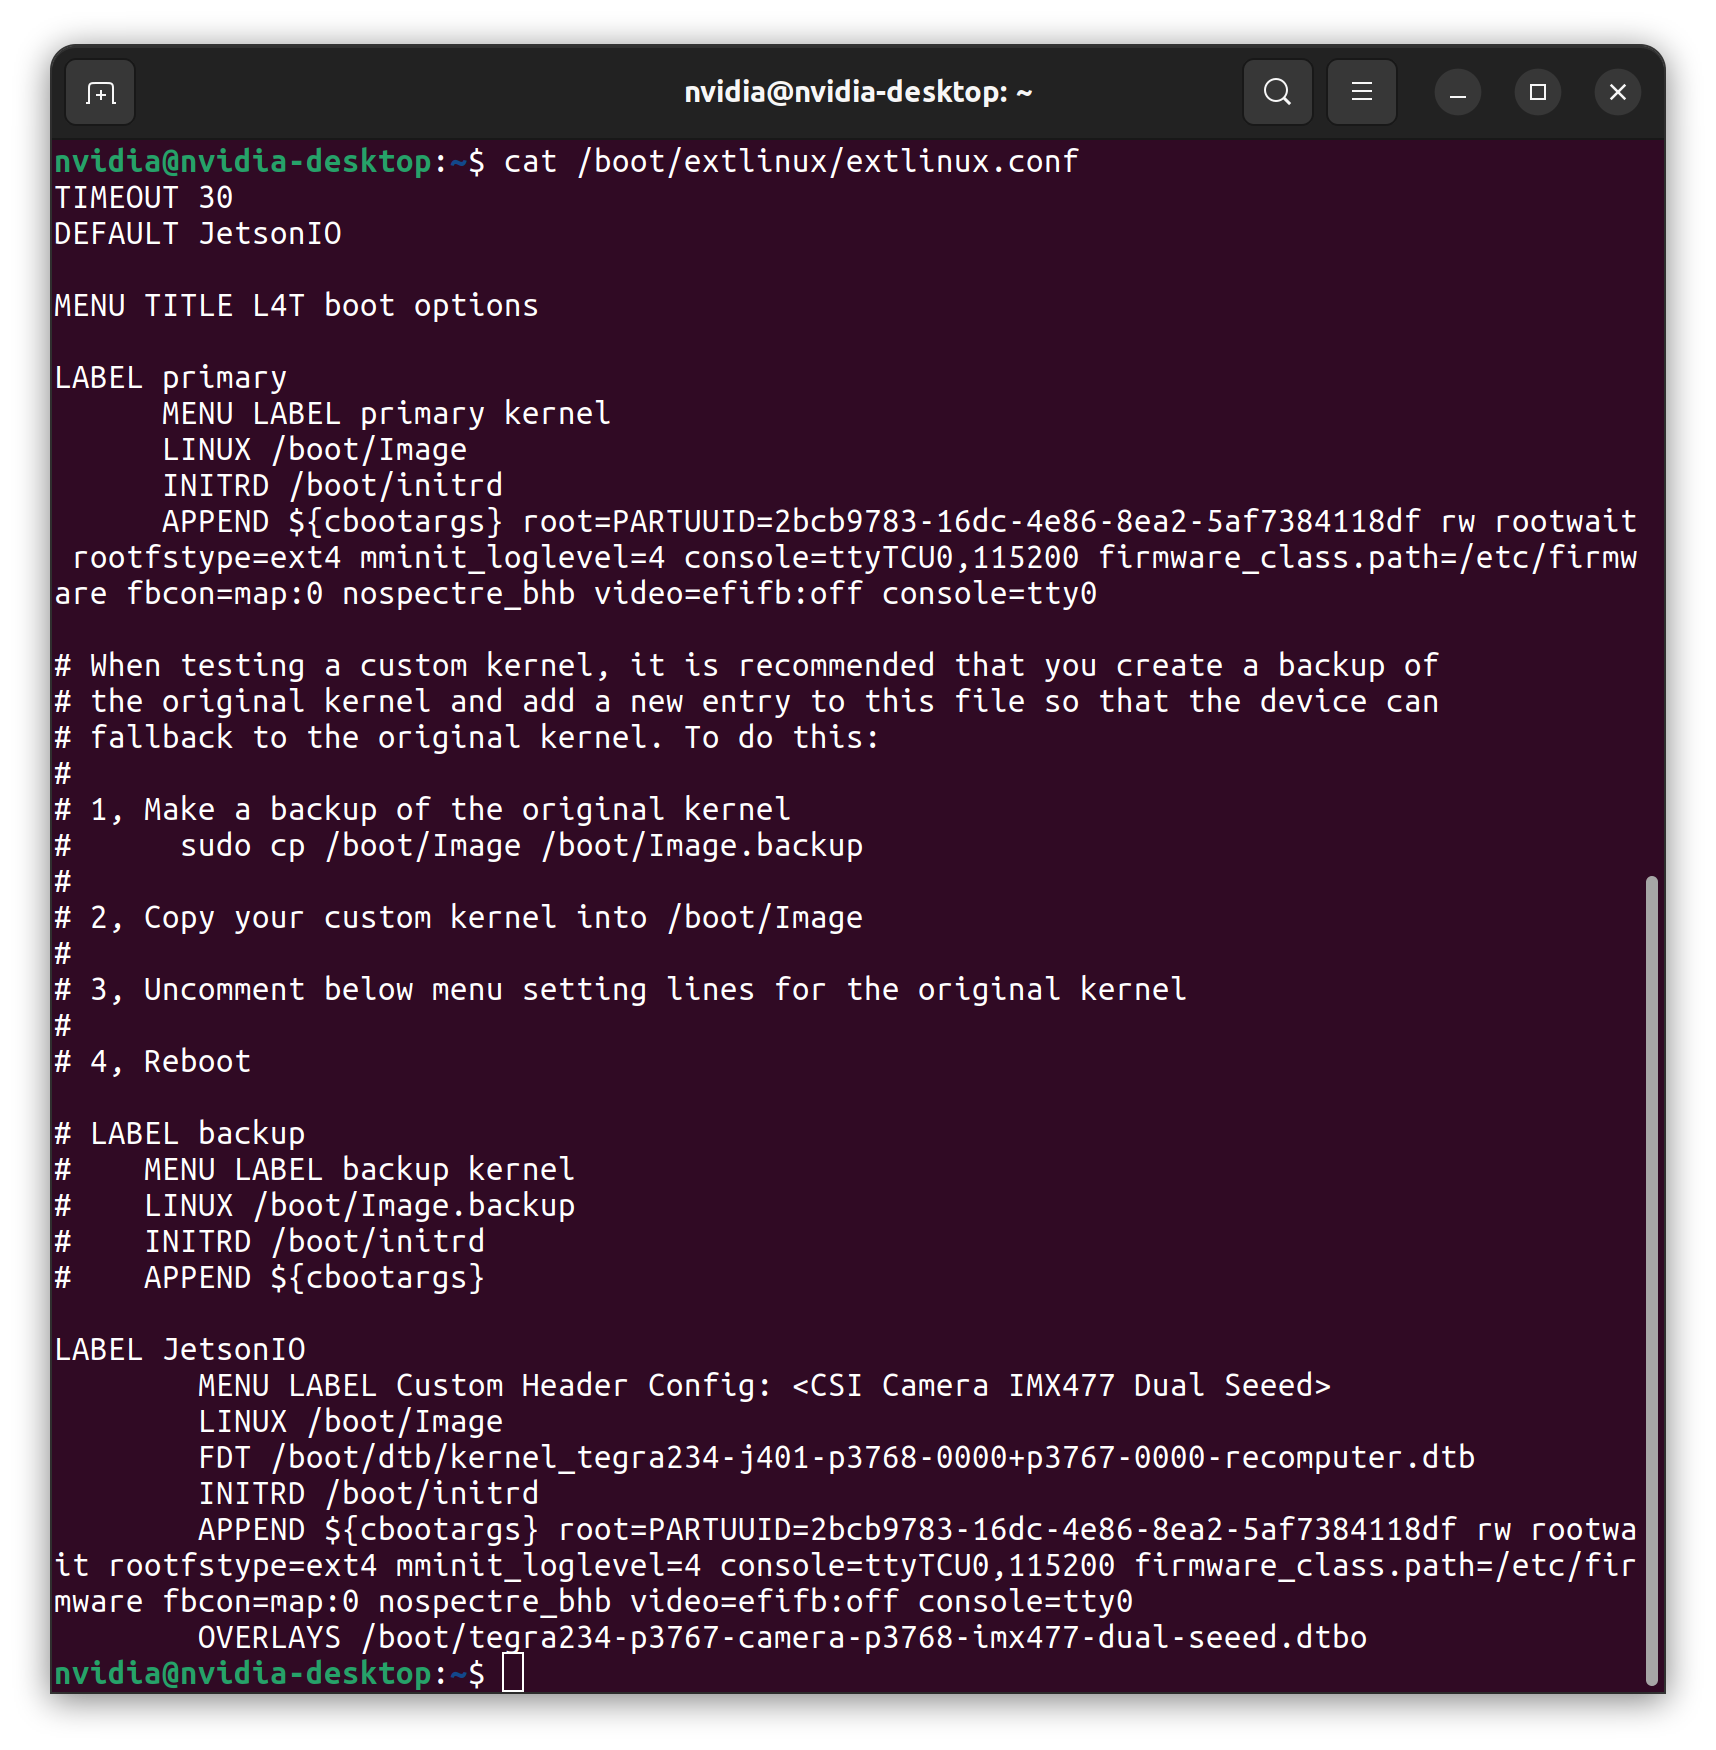 nvidia@nvidia-desktop: ~
nvidia@nvidia-desktop:~$ cat /boot/extlinux/extlinux.conf
TIMEOUT 30
DEFAULT JetsonIO

MENU TITLE L4T boot options

LABEL primary
      MENU LABEL primary kernel
      LINUX /boot/Image
      INITRD /boot/initrd
      APPEND ${cbootargs} root=PARTUUID=2bcb9783-16dc-4e86-8ea2-5af7384118df rw rootwait
 rootfstype=ext4 mminit_loglevel=4 console=ttyTCU0,115200 firmware_class.path=/etc/firmw
are fbcon=map:0 nospectre_bhb video=efifb:off console=tty0

# When testing a custom kernel, it is recommended that you create a backup of
# the original kernel and add a new entry to this file so that the device can
# fallback to the original kernel. To do this:
#
# 1, Make a backup of the original kernel
#      sudo cp /boot/Image /boot/Image.backup
#
# 2, Copy your custom kernel into /boot/Image
#
# 3, Uncomment below menu setting lines for the original kernel
#
# 4, Reboot

# LABEL backup
#    MENU LABEL backup kernel
#    LINUX /boot/Image.backup
#    INITRD /boot/initrd
#    APPEND ${cbootargs}

LABEL JetsonIO
        MENU LABEL Custom Header Config: <CSI Camera IMX477 Dual Seeed>
        LINUX /boot/Image
        FDT /boot/dtb/kernel_tegra234-j401-p3768-0000+p3767-0000-recomputer.dtb
        INITRD /boot/initrd
        APPEND ${cbootargs} root=PARTUUID=2bcb9783-16dc-4e86-8ea2-5af7384118df rw rootwa
it rootfstype=ext4 mminit_loglevel=4 console=ttyTCU0,115200 firmware_class.path=/etc/fir
mware fbcon=map:0 nospectre_bhb video=efifb:off console=tty0
        OVERLAYS /boot/tegra234-p3767-camera-p3768-imx477-dual-seeed.dtbo
nvidia@nvidia-desktop:~$